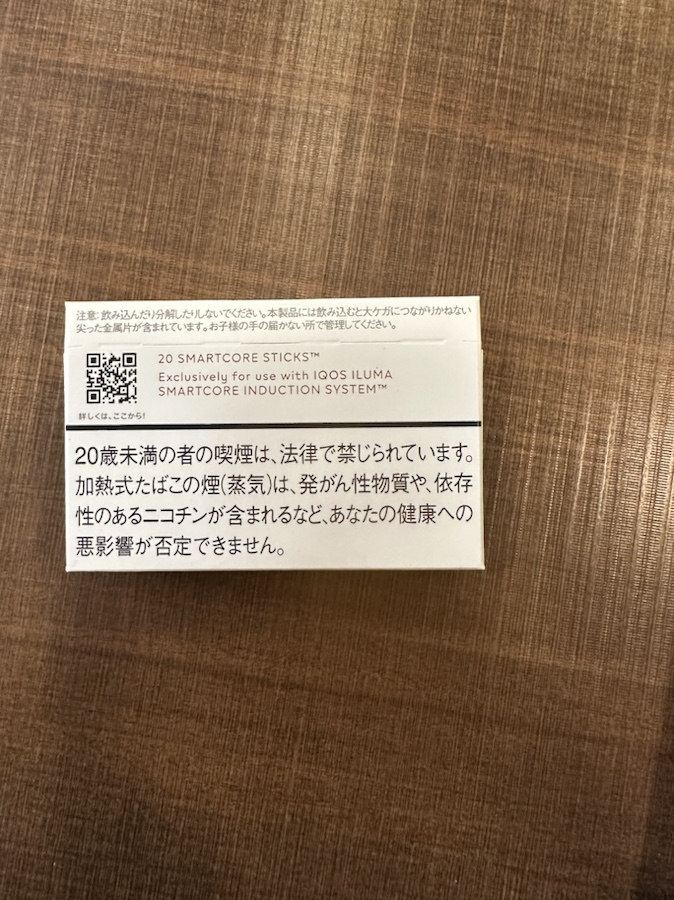 注意: 飲み込んだり分解したりしないでください。本製品には飲み込むと大ケガにつながりかねない
尖った金属片が含まれています。お子様の手の届かない所で管理してください。
20 SMARTCORE STICKS™
Exclusively for use with IQOS ILUMA
SMARTCORE INDUCTION SYSTEM™
詳しくは、ここから!
20歳未満の者の喫煙は、法律で禁じられています。
加熱式たばこの煙(蒸気)は、発がん性物質や、依存
性のあるニコチンが含まれるなど、あなたの健康への
悪影響が否定できません。